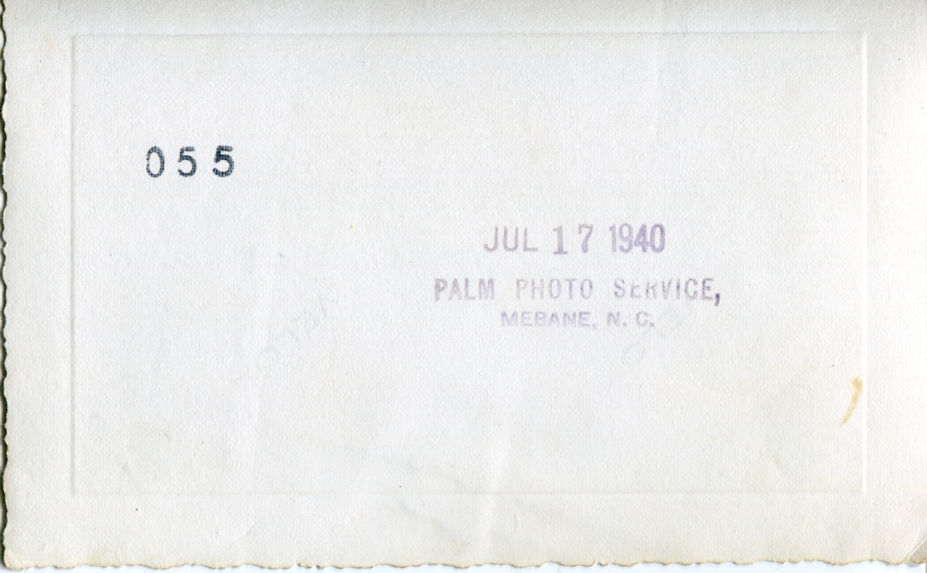 055
JUL 17 1940
PALM PHOTO SERVICE,
MEBANE, N. C.